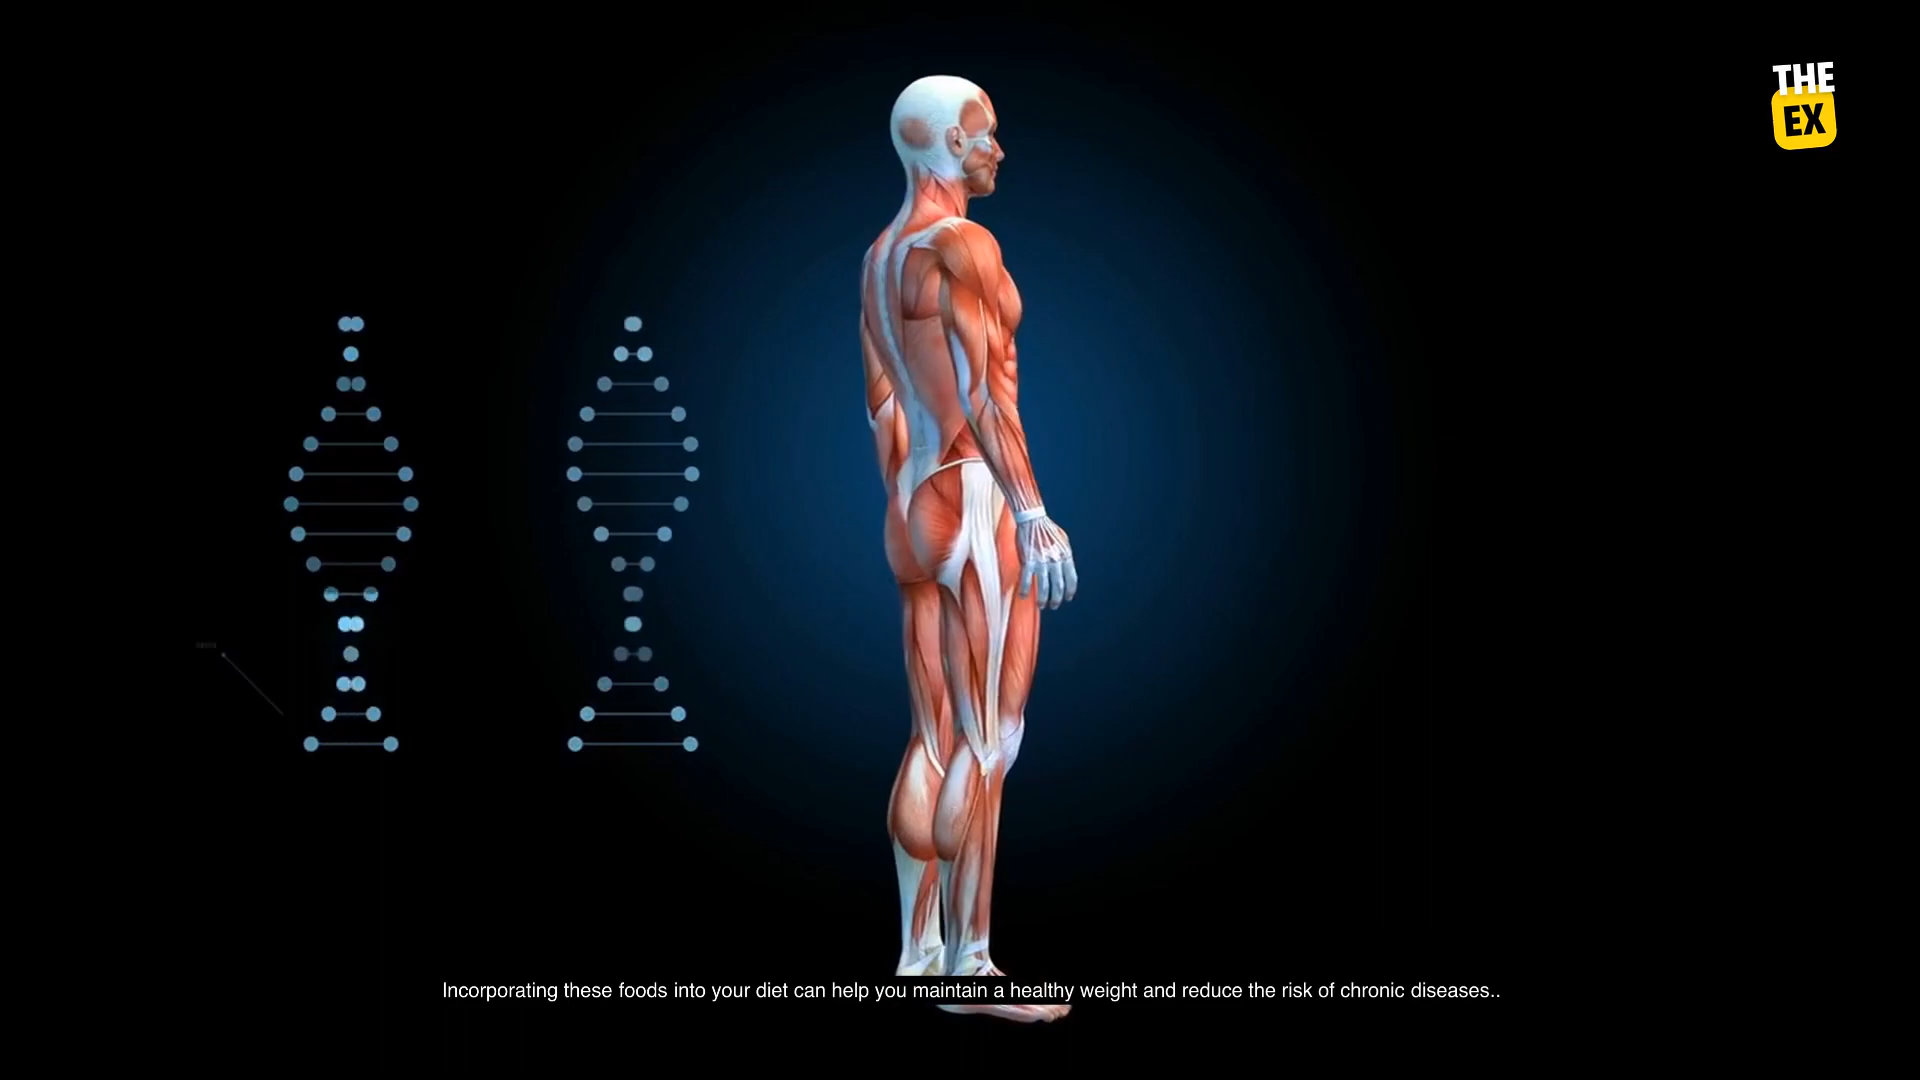 THE
EX
Incorporating these foods into your diet can help you maintain a healthy weight and reduce the risk of chronic diseases..